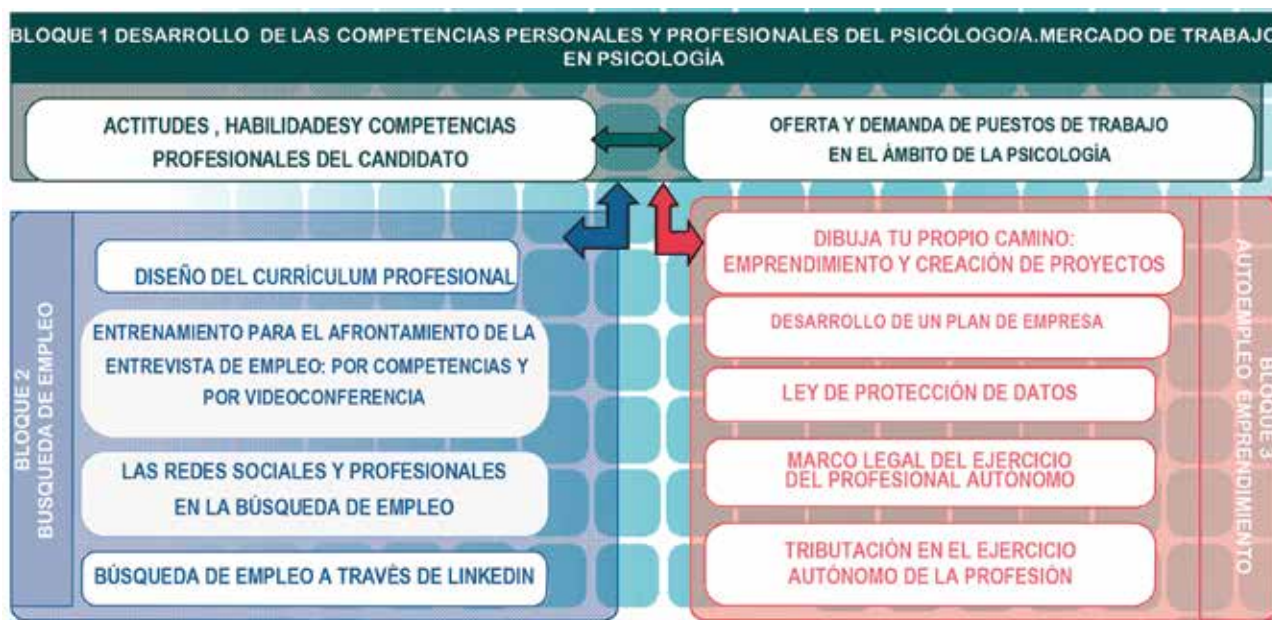 BLOQUE 1 DESARROLLO DE LAS COMPETENCIAS PERSONALES Y PROFESIONALES DEL PSICÓLOGO/A.MERCADO DE TRABAJO
EN PSICOLOGÍA
ACTITUDES , HABILIDADESY COMPETENCIAS
PROFESIONALES DEL CANDIDATO
OFERTA Y DEMANDA DE PUESTOS DE TRABAJO
EN EL ÁMBITO DE LA PSICOLOGÍA
BLOQUE 2
BUSQUEDA DE EMPLEO
DISEÑO DEL CURRÍCULUM PROFESIONAL
ENTRENAMIENTO PARA EL AFRONTAMIENTO DE LA
ENTREVISTA DE EMPLEO: POR COMPETENCIAS Y
POR VIDEOCONFERENCIA
LAS REDES SOCIALES Y PROFESIONALES
EN LA BÚSQUEDA DE EMPLEO
BÚSQUEDA DE EMPLEO A TRAVÉS DE LINKEDIN
DIBUJA TU PROPIO CAMINO:
EMPRENDIMIENTO Y CREACIÓN DE PROYECTOS
DESARROLLO DE UN PLAN DE EMPRESA
LEY DE PROTECCIÓN DE DATOS
MARCO LEGAL DEL EJERCICIO
DEL PROFESIONAL AUTÓNOMO
TRIBUTACIÓN EN EL EJERCICIO
AUTÓNOMO DE LA PROFESIÓN
BLOQUE 3
AUTOEMPLEO EMPRENDIMIENTO